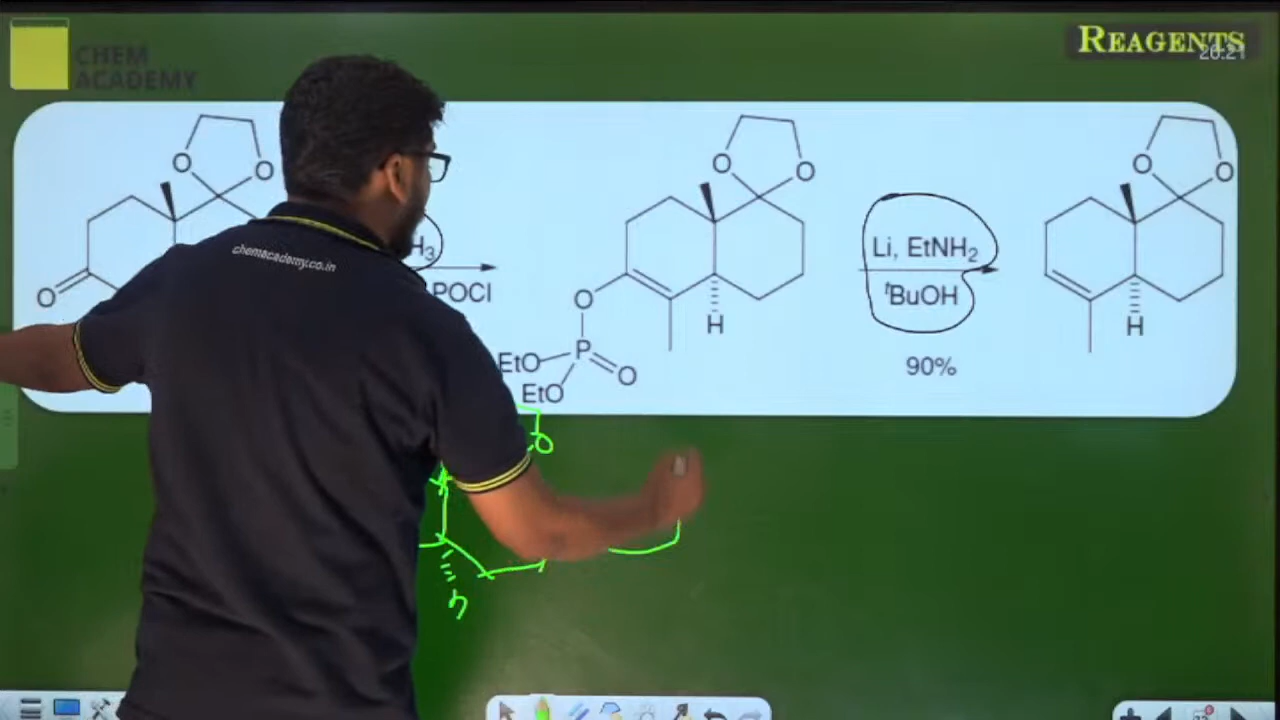 CHEM
ACADEMY
REAGENTS
20:21
O
O
O
chemacademy.co.in
H3
POCl
O
O
O
P
O
EtO
EtO
H
Li, EtNH2
tBuOH
90%
O
O
H